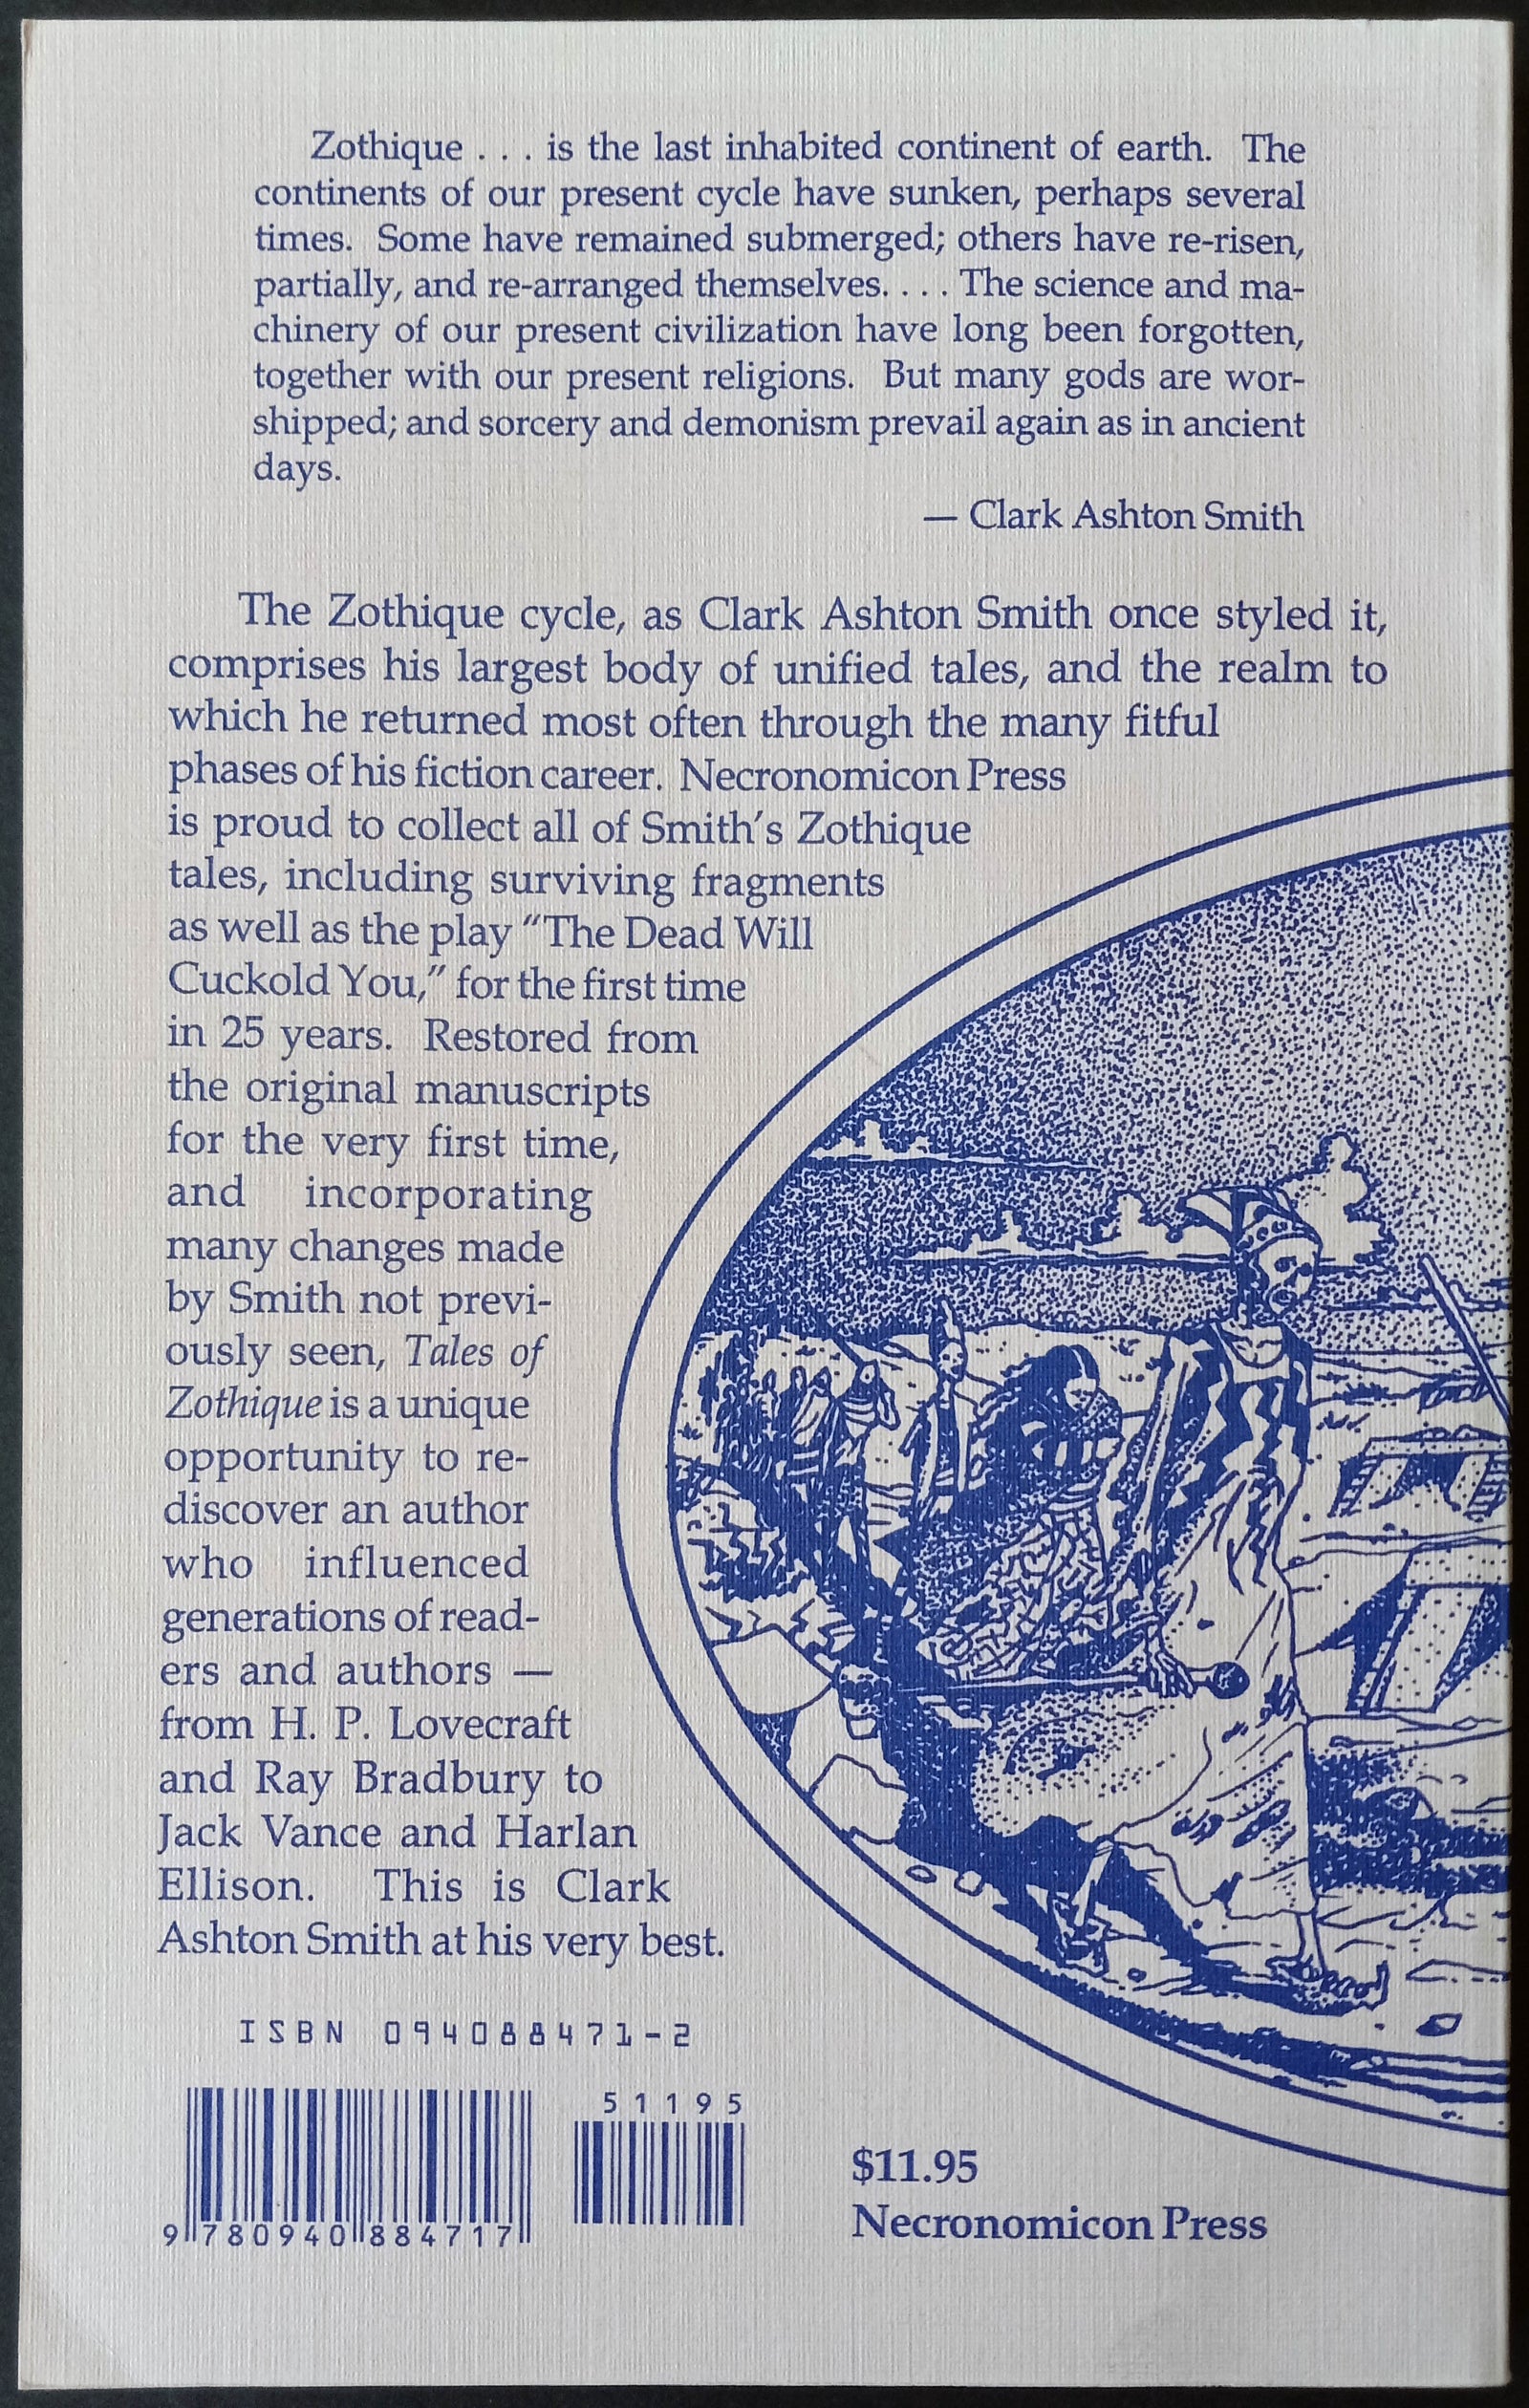 Zothique . . . is the last inhabited continent of earth. The
continents of our present cycle have sunken, perhaps several
times. Some have remained submerged; others have re-risen,
partially, and re-arranged themselves. . . . The science and ma-
chinery of our present civilization have long been forgotten,
together with our present religions. But many gods are wor-
shipped; and sorcery and demonism prevail again as in ancient
days.
— Clark Ashton Smith
The Zothique cycle, as Clark Ashton Smith once styled it,
comprises his largest body of unified tales, and the realm to
which he returned most often through the many fitful
phases of his fiction career. Necronomicon Press
is proud to collect all of Smith's Zothique
tales, including surviving fragments
as well as the play "The Dead Will
Cuckold You," for the first time
in 25 years. Restored from
the original manuscripts
for the very first time,
and incorporating
many changes made
by Smith not previ-
ously seen, Tales of
Zothique is a unique
opportunity to re-
discover an author
who influenced
generations of read-
ers and authors —
from H. P. Lovecraft
and Ray Bradbury to
Jack Vance and Harlan
Ellison. This is Clark
Ashton Smith at his very best.
ISBN 094088471-2
51195
9 780940 884717
$11.95
Necronomicon Press